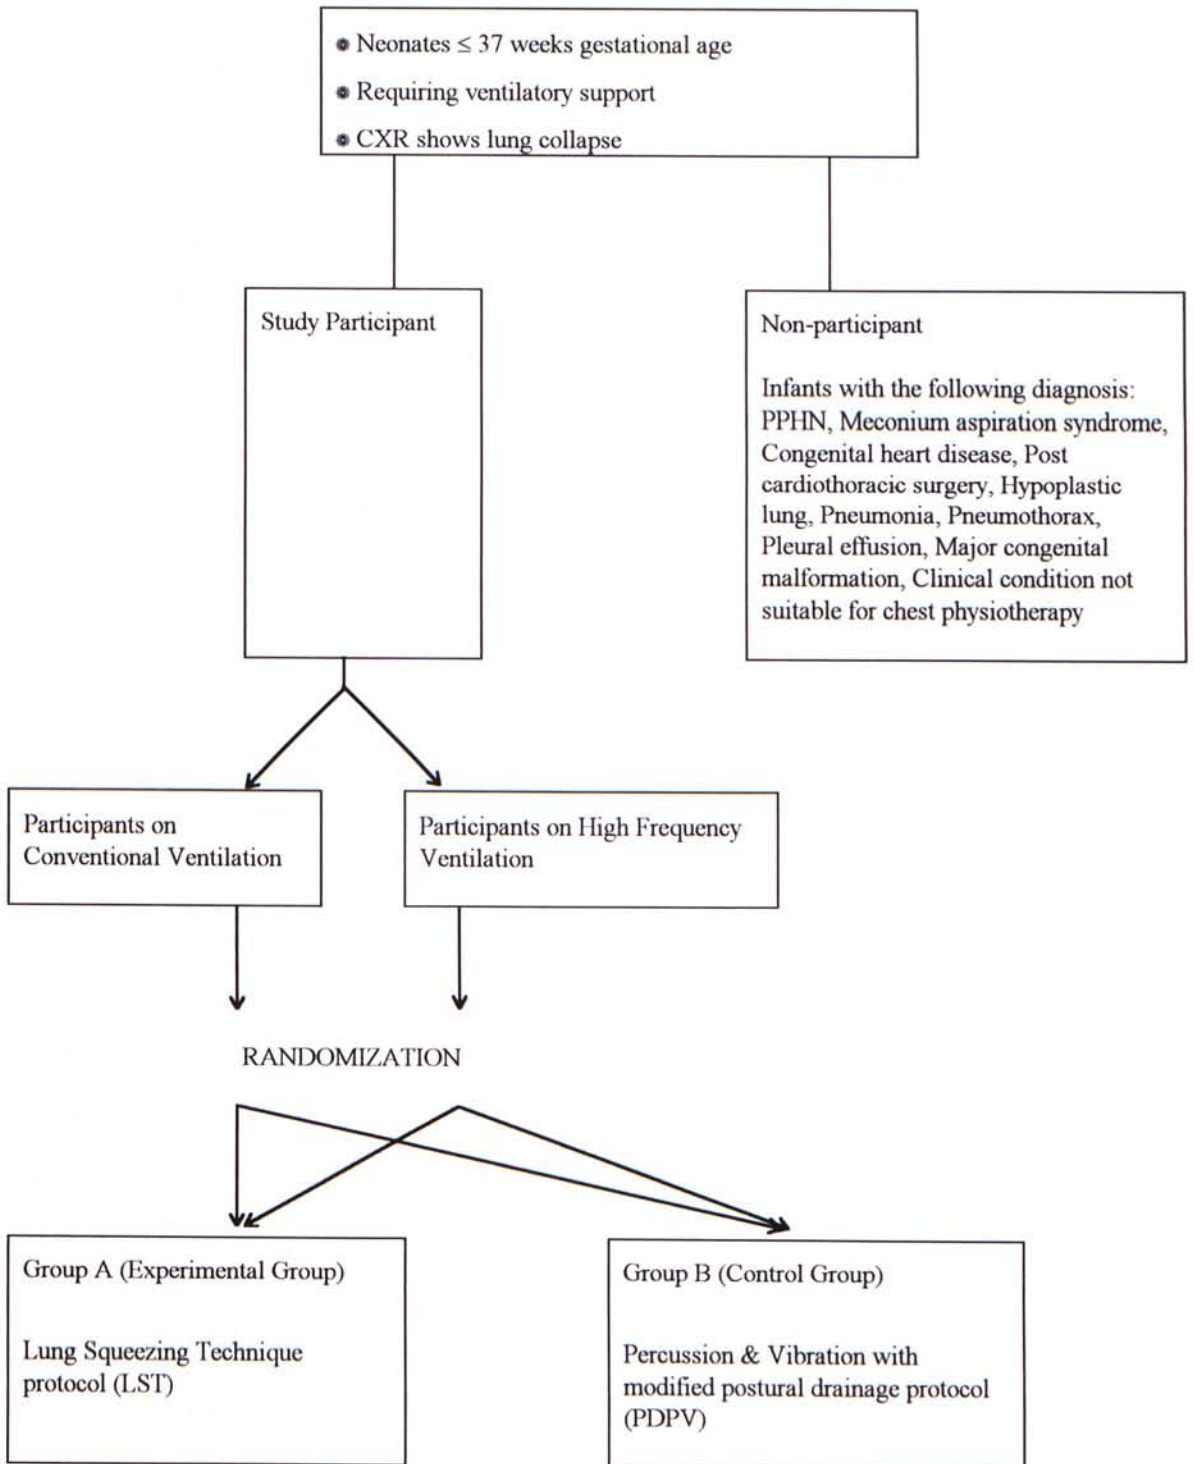 ● Neonates ≤ 37 weeks gestational age
● Requiring ventilatory support
● CXR shows lung collapse
Study Participant
Non-participant
Infants with the following diagnosis:
PPHN, Meconium aspiration syndrome,
Congenital heart disease, Post
cardiothoracic surgery, Hypoplastic
lung, Pneumonia, Pneumothorax,
Pleural effusion, Major congenital
malformation, Clinical condition not
suitable for chest physiotherapy
Participants on
Conventional Ventilation
Participants on High Frequency
Ventilation
RANDOMIZATION
Group A (Experimental Group)
Lung Squeezing Technique
protocol (LST)
Group B (Control Group)
Percussion & Vibration with
modified postural drainage protocol
(PDPV)